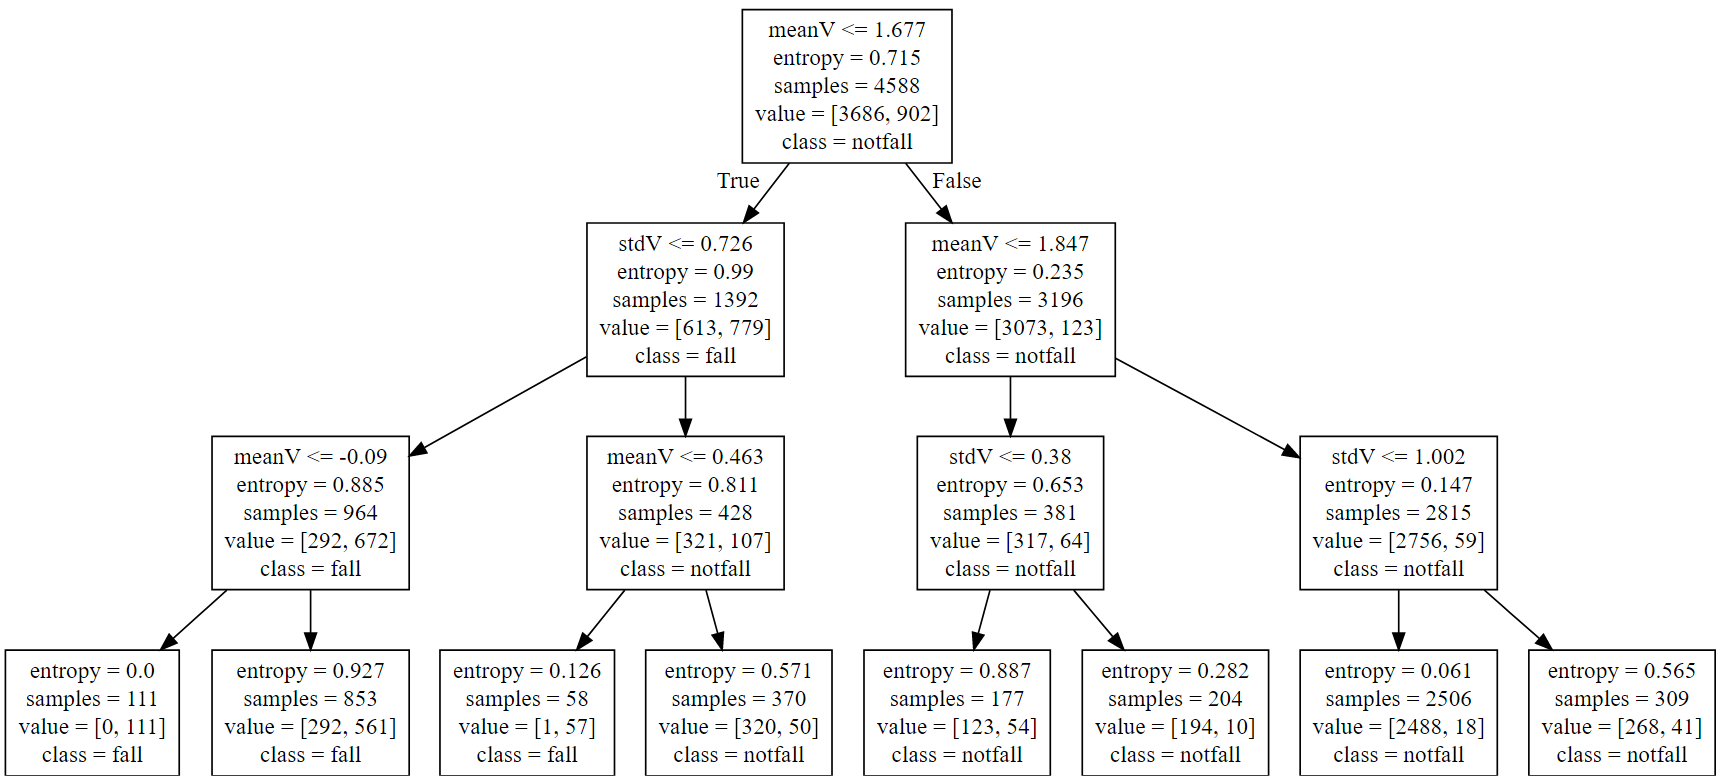 meanV <= 1.677
entropy = 0.715
samples = 4588
value = [3686, 902]
class = notfall
True
False
stdV <= 0.726
entropy = 0.99
samples = 1392
value = [613, 779]
class = fall
meanV <= 1.847
entropy = 0.235
samples = 3196
value = [3073, 123]
class = notfall
meanV <= -0.09
entropy = 0.885
samples = 964
value = [292, 672]
class = fall
meanV <= 0.463
entropy = 0.811
samples = 428
value = [321, 107]
class = notfall
stdV <= 0.38
entropy = 0.653
samples = 381
value = [317, 64]
class = notfall
stdV <= 1.002
entropy = 0.147
samples = 2815
value = [2756, 59]
class = notfall
entropy = 0.0
samples = 111
value = [0, 111]
class = fall
entropy = 0.927
samples = 853
value = [292, 561]
class = fall
entropy = 0.126
samples = 58
value = [1, 57]
class = fall
entropy = 0.571
samples = 370
value = [320, 50]
class = notfall
entropy = 0.887
samples = 177
value = [123, 54]
class = notfall
entropy = 0.282
samples = 204
value = [194, 10]
class = notfall
entropy = 0.061
samples = 2506
value = [2488, 18]
class = notfall
entropy = 0.565
samples = 309
value = [268, 41]
class = notfall